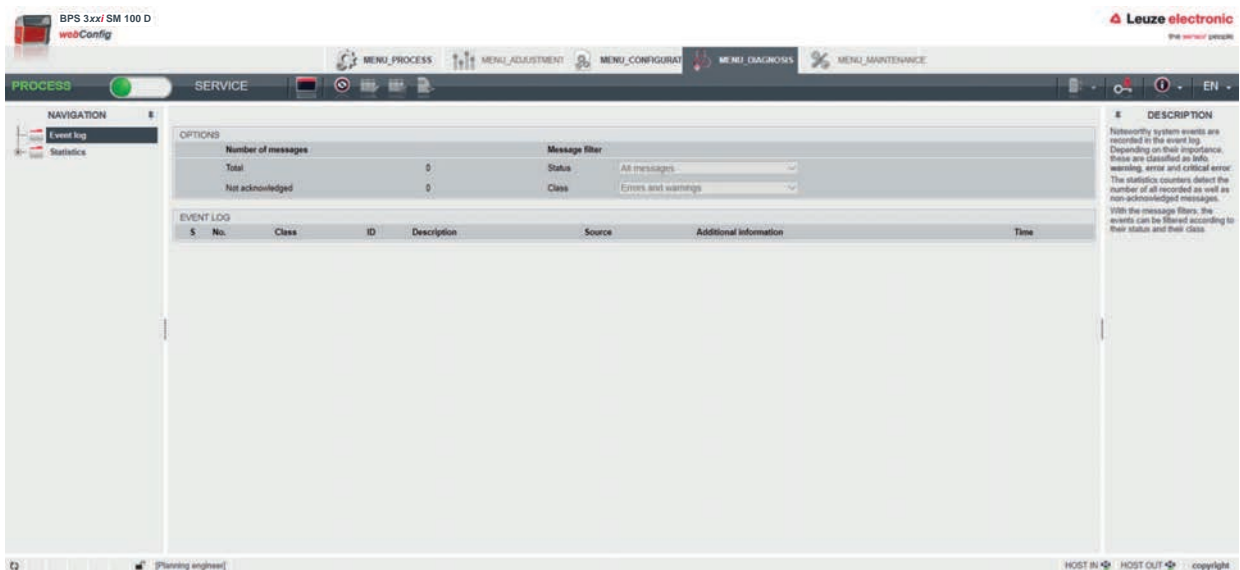 BPS 3xxi SM 100 D
webConfig
Leuze electronic
the sensor people
MENU_PROCESS MENU_ADJUSTMENT MENU_CONFIGURAT MENU_DIAGNOSIS MENU_MAINTENANCE
PROCESS SERVICE EN
NAVIGATION
Event log
Statistics
OPTIONS
Number of messages Message filter
Total 0 Status All messages
Not acknowledged 0 Class Errors and warnings
EVENT LOG
S No. Class ID Description Source Additional information Time
DESCRIPTION
Noteworthy system events are
recorded in the event log.
Depending on their importance,
these are classified as Info,
warning, error and critical error.
The statistics counters detect the
number of all recorded as well as
non-acknowledged messages.
With the message filters, the
events can be filtered according to
their status and their class.
[Planning engineer] HOST IN HOST OUT copyright